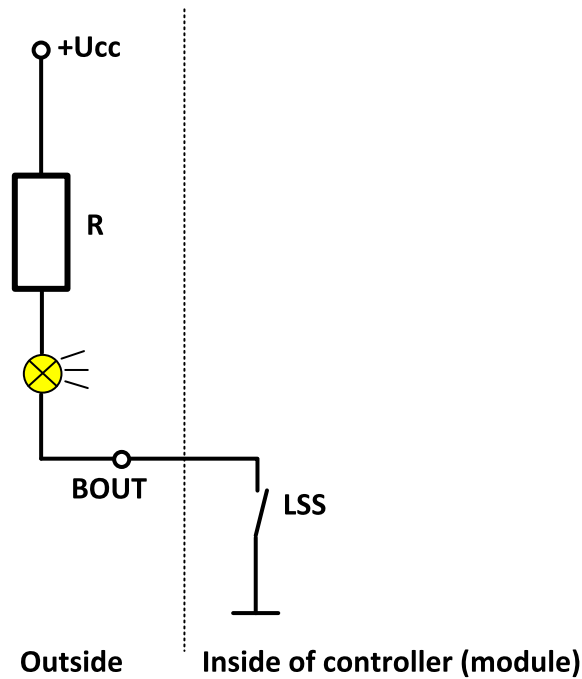 +Ucc
R
BOUT
LSS
Outside
Inside of controller (module)